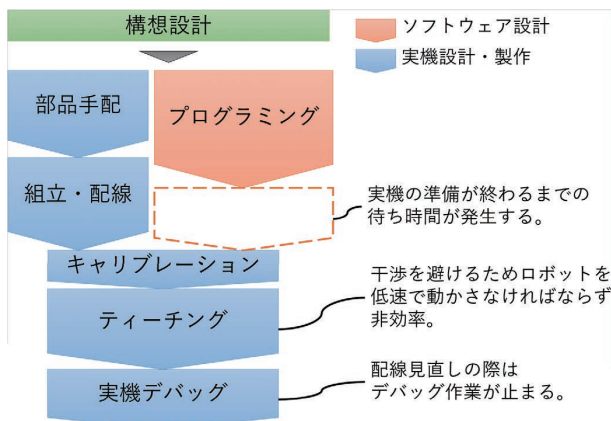 構想設計
ソフトウェア設計
実機設計・製作
部品手配
プログラミング
組立・配線
実機の準備が終わるまでの
待ち時間が発生する。
キャリブレーション
干渉を避けるためロボットを
低速で動かさなければならず
非効率。
ティーチング
配線見直しの際は
デバッグ作業が止まる。
実機デバッグ